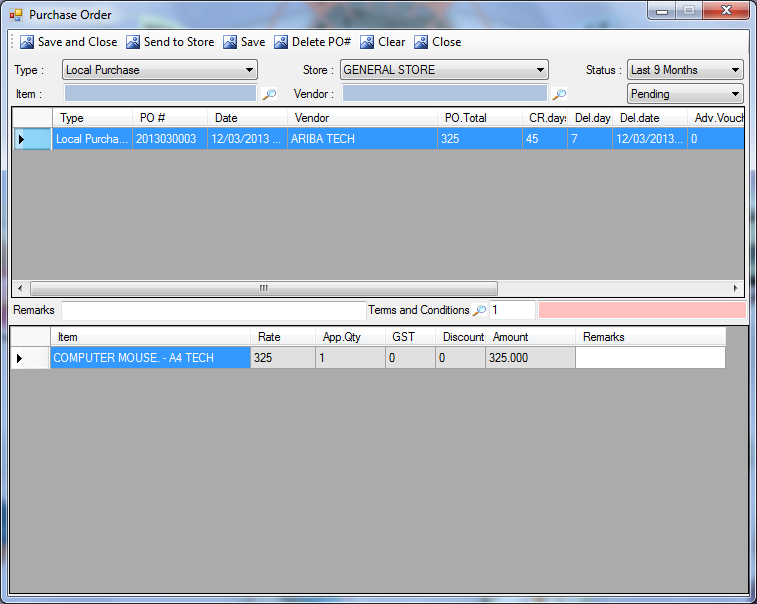 Purchase Order
Save and Close Send to Store Save Delete PO# Clear Close
Type : Local Purchase Store : GENERAL STORE Status : Last 9 Months
Item : Vendor : Pending
Type PO # Date Vendor PO.Total CR.days Del.day Del.date Adv.Vouch
Local Purcha... 2013030003 12/03/2013 ... ARIBA TECH 325 45 7 12/03/2013... 0
Remarks Terms and Conditions 1
Item Rate App.Qty GST Discount Amount Remarks
COMPUTER MOUSE. - A4 TECH 325 1 0 0 325.000